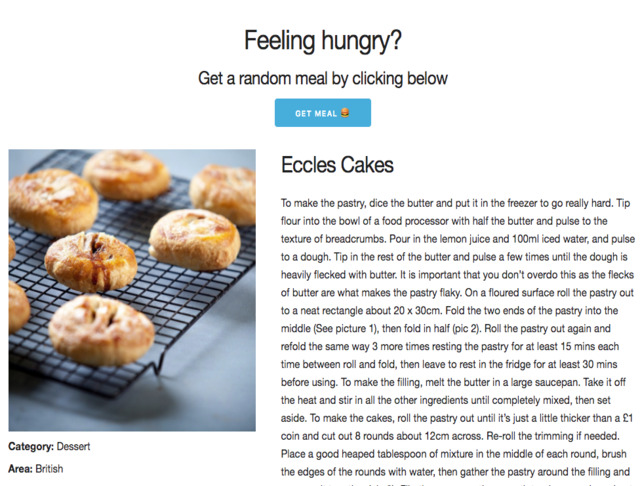 Feeling hungry?
Get a random meal by clicking below
GET MEAL 🍔
Eccles Cakes
To make the pastry, dice the butter and put it in the freezer to go really hard. Tip
flour into the bowl of a food processor with half the butter and pulse to the
texture of breadcrumbs. Pour in the lemon juice and 100ml iced water, and pulse
to a dough. Tip in the rest of the butter and pulse a few times until the dough is
heavily flecked with butter. It is important that you don't overdo this as the flecks
of butter are what makes the pastry flaky. On a floured surface roll the pastry out
to a neat rectangle about 20 x 30cm. Fold the two ends of the pastry into the
middle (See picture 1), then fold in half (pic 2). Roll the pastry out again and
refold the same way 3 more times resting the pastry for at least 15 mins each
time between roll and fold, then leave to rest in the fridge for at least 30 mins
before using. To make the filling, melt the butter in a large saucepan. Take it off
the heat and stir in all the other ingredients until completely mixed, then set
aside. To make the cakes, roll the pastry out until it's just a little thicker than a £1
coin and cut out 8 rounds about 12cm across. Re-roll the trimming if needed.
Place a good heaped tablespoon of mixture in the middle of each round, brush
the edges of the rounds with water, then gather the pastry around the filling and
Category: Dessert
Area: British